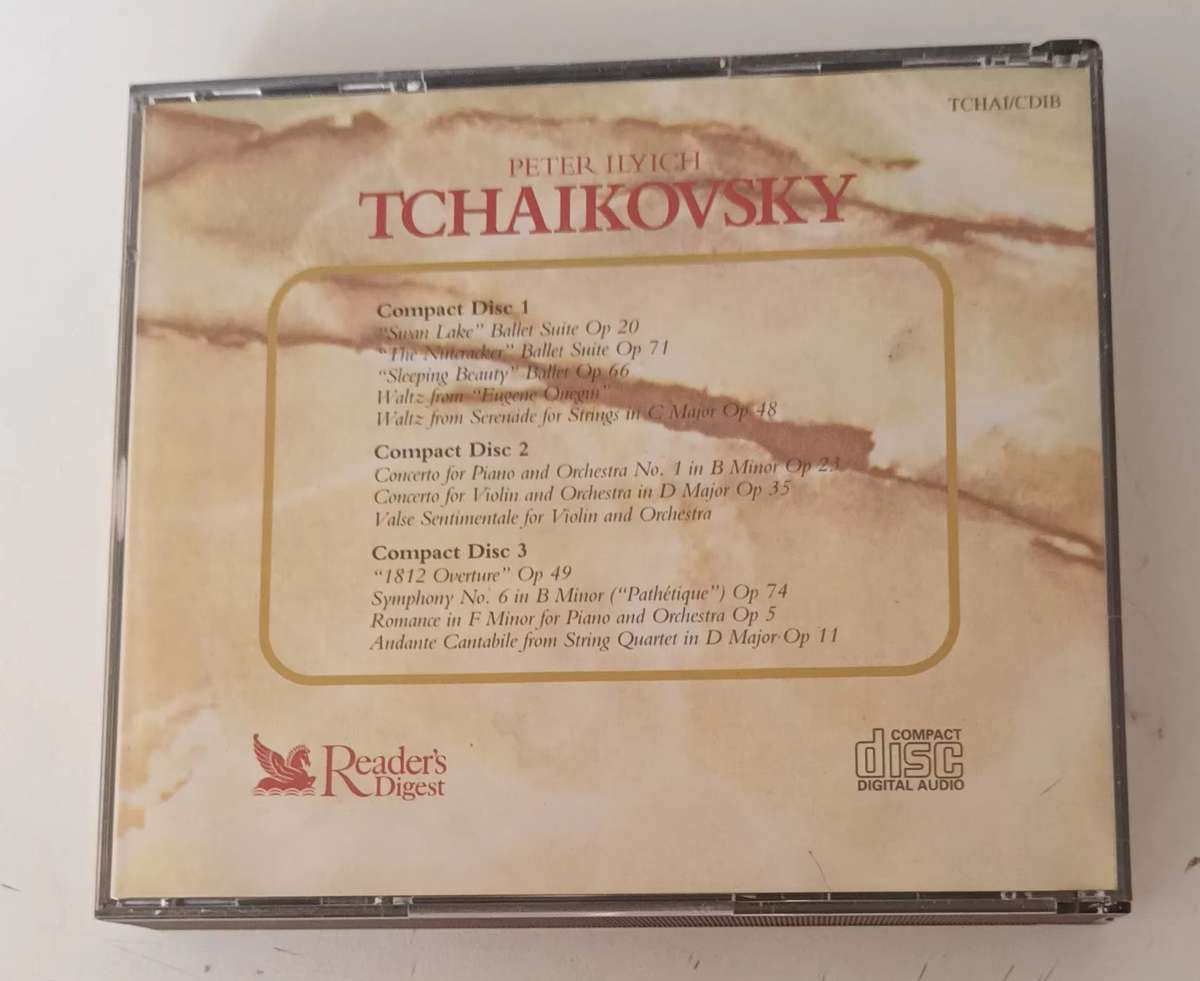 TCHAI/CDIB
PETER ILYICH
TCHAIKOVSKY
Compact Disc 1
"Swan Lake" Ballet Suite Op 20
"The Nutcracker" Ballet Suite Op 71
"Sleeping Beauty" Ballet Op 66
Waltz from "Eugene Onegin"
Waltz from Serenade for Strings in C Major Op 48
Compact Disc 2
Concerto for Piano and Orchestra No. 1 in B Minor Op 23
Concerto for Violin and Orchestra in D Major Op 35
Valse Sentimentale for Violin and Orchestra
Compact Disc 3
"1812 Overture" Op 49
Symphony No. 6 in B Minor ("Pathétique") Op 74
Romance in F Minor for Piano and Orchestra Op 5
Andante Cantabile from String Quartet in D Major Op 11
Reader's
Digest
COMPACT
disc
DIGITAL AUDIO